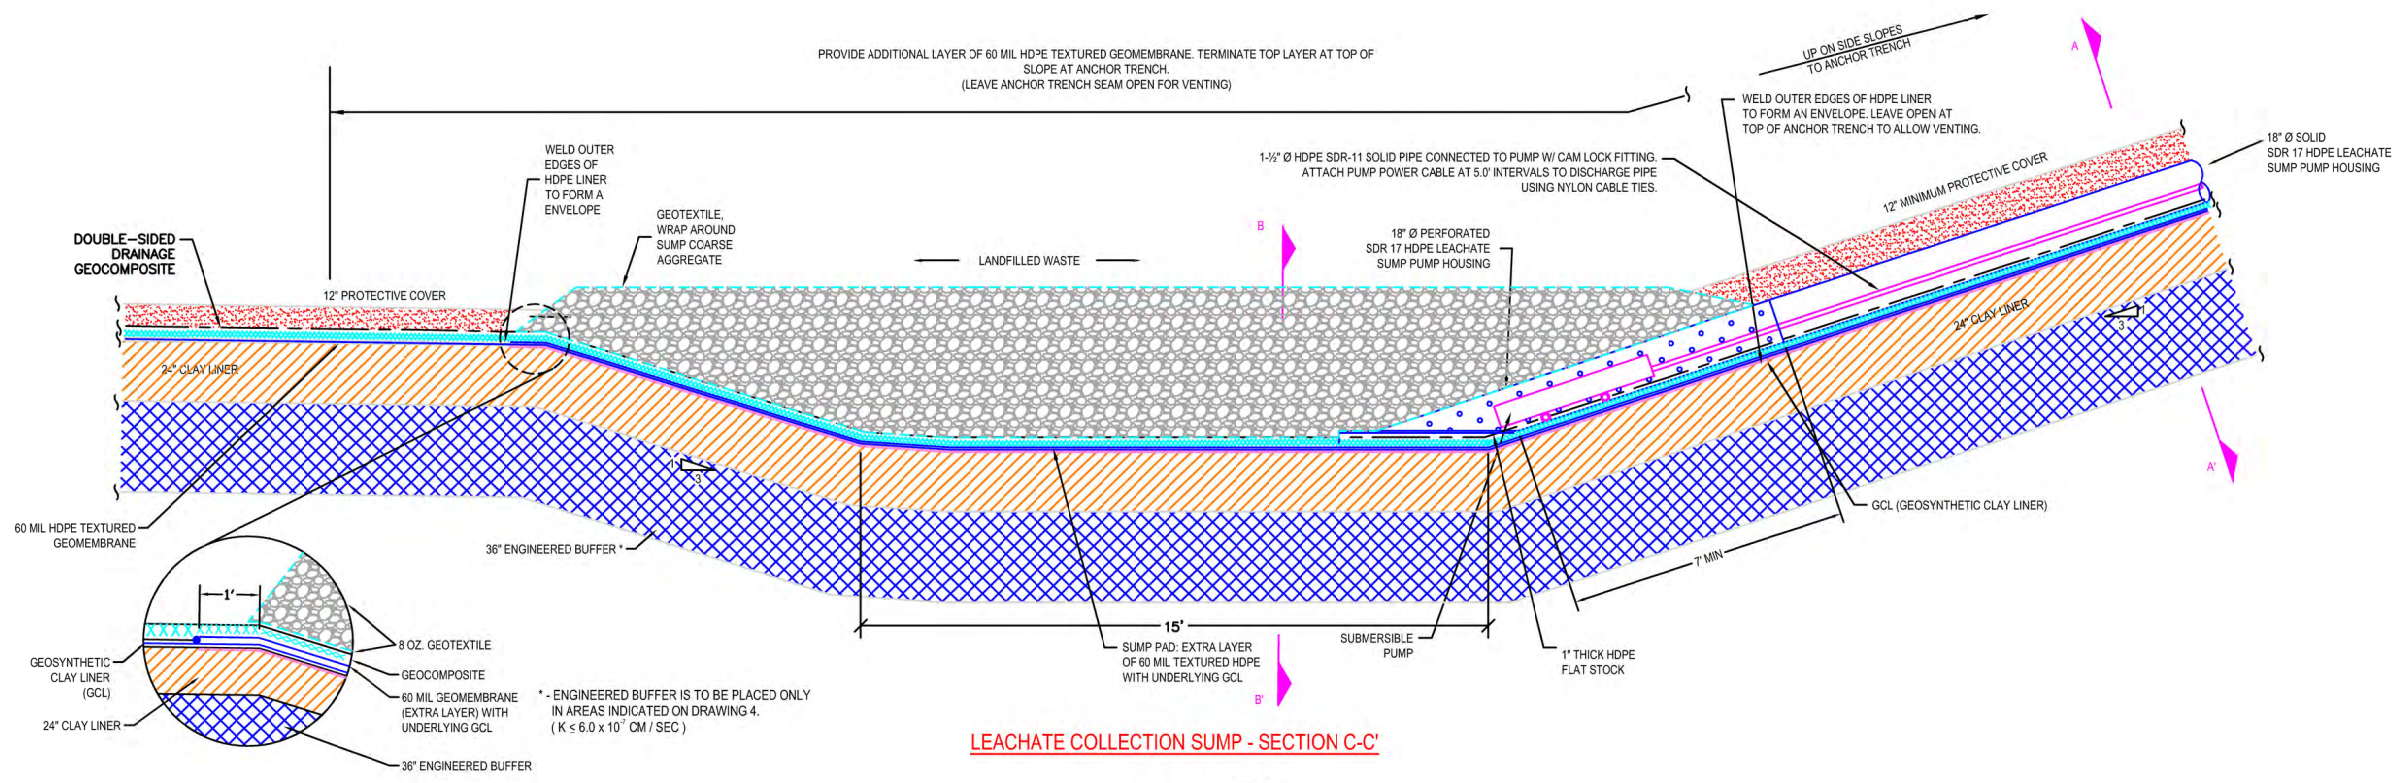 PROVIDE ADDITIONAL LAYER OF 60 MIL HDPE TEXTURED GEOMEMBRANE. TERMINATE TOP LAYER AT TOP OF
SLOPE AT ANCHOR TRENCH.
(LEAVE ANCHOR TRENCH SEAM OPEN FOR VENTING)
UP ON SIDE SLOPES
TO ANCHOR TRENCH
A
WELD OUTER EDGES OF HDPE LINER
TO FORM AN ENVELOPE. LEAVE OPEN AT
TOP OF ANCHOR TRENCH TO ALLOW VENTING.
18" Ø SOLID
SDR 17 HDPE LEACHATE
SUMP PUMP HOUSING
1-½" Ø HDPE SDR-11 SOLID PIPE CONNECTED TO PUMP W/ CAM LOCK FITTING.
ATTACH PUMP POWER CABLE AT 5.0' INTERVALS TO DISCHARGE PIPE
USING NYLON CABLE TIES.
12" MINIMUM PROTECTIVE COVER
WELD OUTER
EDGES OF
HDPE LINER
TO FORM A
ENVELOPE
GEOTEXTILE,
WRAP AROUND
SUMP COARSE
AGGREGATE
DOUBLE-SIDED
DRAINAGE
GEOCOMPOSITE
B
18" Ø PERFORATED
SDR 17 HDPE LEACHATE
SUMP PUMP HOUSING
LANDFILLED WASTE
12" PROTECTIVE COVER
24" CLAY LINER
24" CLAY LINER
1
3
1
3
A'
60 MIL HDPE TEXTURED
GEOMEMBRANE
36" ENGINEERED BUFFER *
GCL (GEOSYNTHETIC CLAY LINER)
7' MIN
1'
15'
8 OZ. GEOTEXTILE
SUBMERSIBLE
PUMP
SUMP PAD: EXTRA LAYER
OF 60 MIL TEXTURED HDPE
WITH UNDERLYING GCL
1" THICK HDPE
FLAT STOCK
GEOSYNTHETIC
CLAY LINER
(GCL)
GEOCOMPOSITE
60 MIL GEOMEMBRANE
(EXTRA LAYER) WITH
UNDERLYING GCL
24" CLAY LINER
36" ENGINEERED BUFFER
* - ENGINEERED BUFFER IS TO BE PLACED ONLY
IN AREAS INDICATED ON DRAWING 4.
( K ≤ 6.0 x 10⁻⁷ CM / SEC )
B'
LEACHATE COLLECTION SUMP - SECTION C-C'